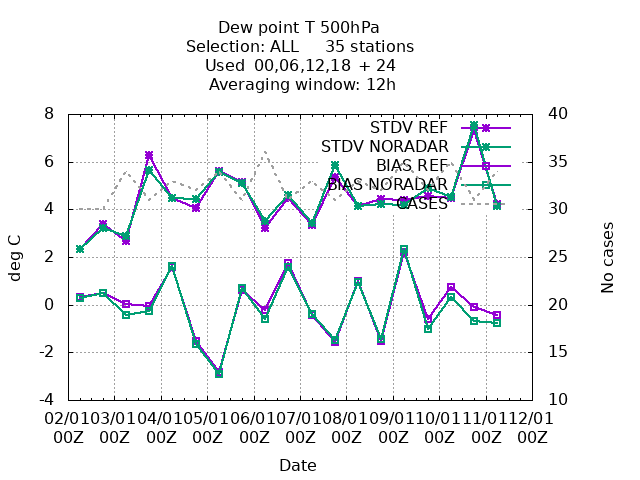 Dew point T 500hPa
Selection: ALL 35 stations
Used 00,06,12,18 + 24
Averaging window: 12h
8 40
STDV REF
STDV NORADAR
6 35
BIAS REF
BIAS NORADAR
CASES
4 30
2 25
0 20
-2 15
-4 10
deg C
No cases
02/01 03/01 04/01 05/01 06/01 07/01 08/01 09/01 10/01 11/01 12/01
00Z 00Z 00Z 00Z 00Z 00Z 00Z 00Z 00Z 00Z 00Z
Date